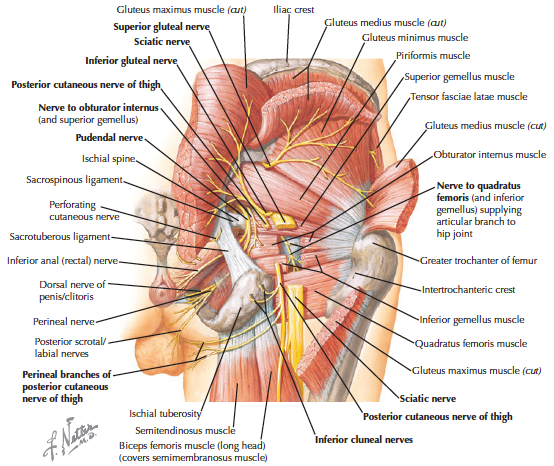 Gluteus maximus muscle (cut)
Superior gluteal nerve
Sciatic nerve
Inferior gluteal nerve
Posterior cutaneous nerve of thigh
Nerve to obturator internus
(and superior gemellus)
Pudendal nerve
Ischial spine
Sacrospinous ligament
Perforating
cutaneous nerve
Sacrotuberous ligament
Inferior anal (rectal) nerve
Dorsal nerve of
penis/clitoris
Perineal nerve
Posterior scrotal/
labial nerves
Perineal branches of
posterior cutaneous
nerve of thigh
Ischial tuberosity
Semitendinosus muscle
Biceps femoris muscle (long head)
(covers semimembranosus muscle)
Iliac crest
Gluteus medius muscle (cut)
Gluteus minimus muscle
Piriformis muscle
Superior gemellus muscle
Tensor fasciae latae muscle
Gluteus medius muscle (cut)
Obturator internus muscle
Nerve to quadratus
femoris (and inferior
gemellus) supplying
articular branch to
hip joint
Greater trochanter of femur
Intertrochanteric crest
Inferior gemellus muscle
Quadratus femoris muscle
Gluteus maximus muscle (cut)
Sciatic nerve
Posterior cutaneous nerve of thigh
Inferior cluneal nerves
F. Netter
M.D.